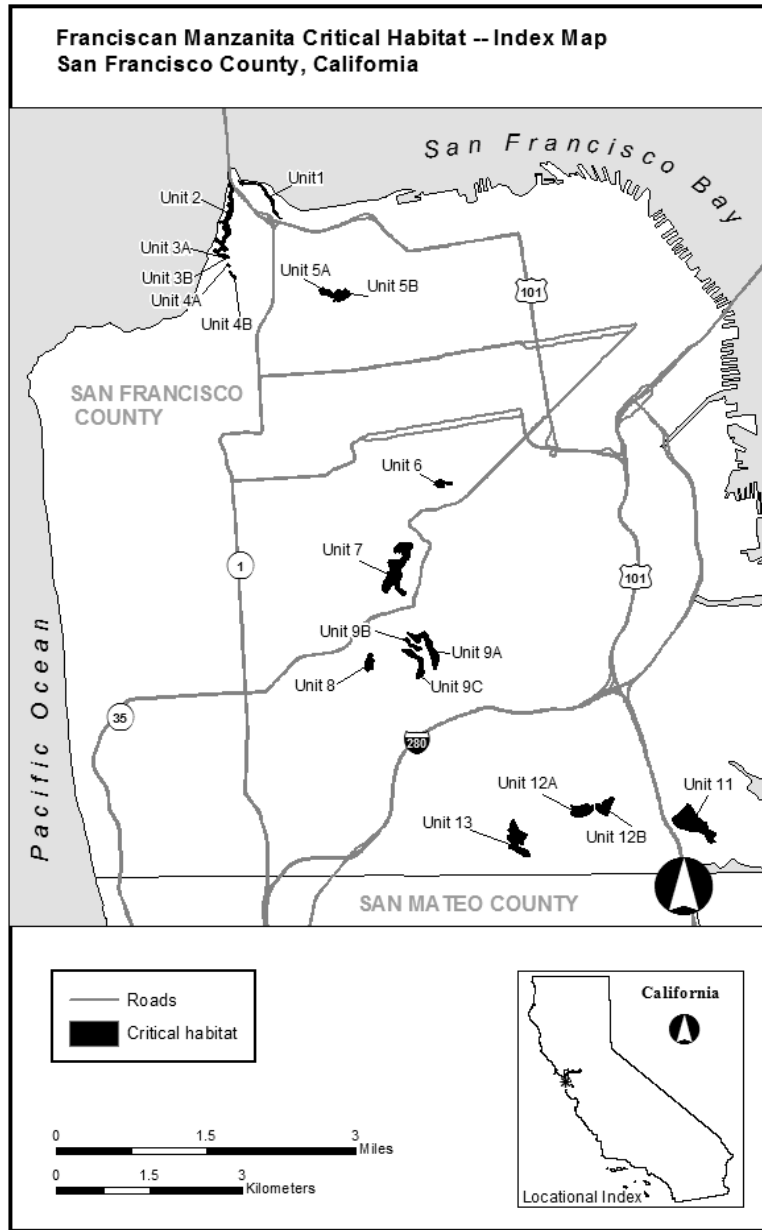 Franciscan Manzanita Critical Habitat -- Index Map
San Francisco County, California
San Francisco Bay
Unit1
Unit 2
Unit 3A
Unit 3B
Unit 4A
Unit 4B
Unit 5A
Unit 5B
101
SAN FRANCISCO
COUNTY
Unit 6
Unit 7
1
101
Unit 9B
Unit 9A
Unit 8
Unit 9C
Pacific Ocean
35
280
Unit 12A
Unit 11
Unit 13
Unit 12B
SAN MATEO COUNTY
Roads
Critical habitat
0 1.5 3
Miles
0 1.5 3
Kilometers
California
Locational Index